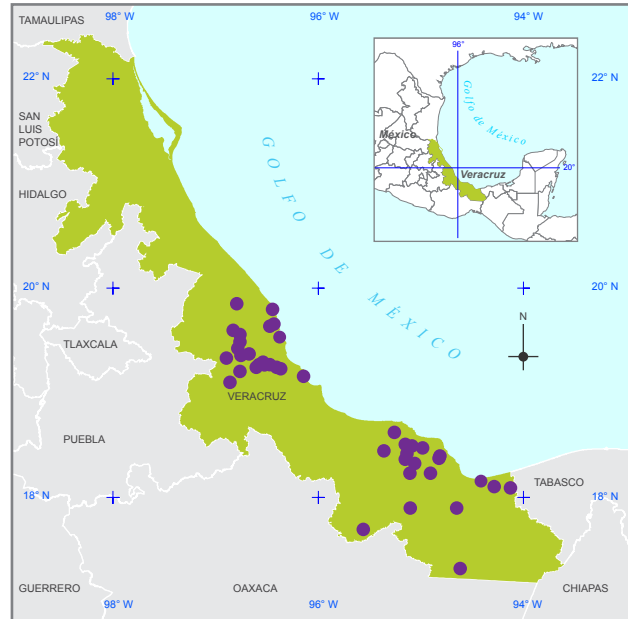 98° W
96° W
94° W
TAMAULIPAS
22° N
22° N
SAN
LUIS
POTOSÍ
HIDALGO
96°
Golfo de México
México
20°
Veracruz
GOLFO DE MÉXICO
20° N
20° N
N
TLAXCALA
VERACRUZ
PUEBLA
TABASCO
18° N
18° N
GUERRERO
OAXACA
CHIAPAS
98° W
96° W
94° W